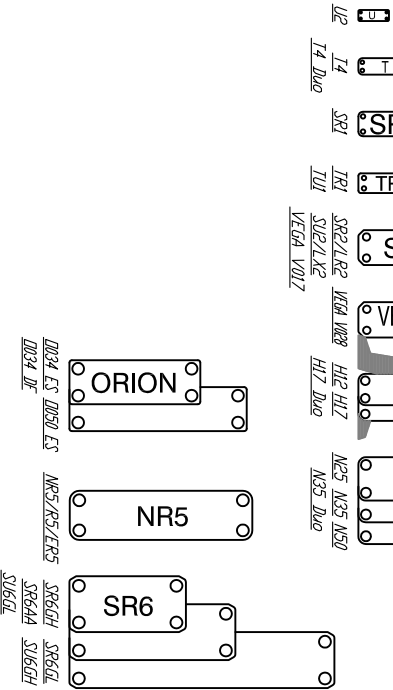 U2
U
T4
T4 Duo
T
SR1
TR1
TU1
SR2/LR2
SU2/LX2
VEGA V017
VEGA V028
H12 H17
H17 Duo
N25 N35 N50
N35 Duo
D034 ES D050 ES
D034 DF
ORION
NR5/R5/ER5
NR5
SR6GH SR6GL
SR6AA SU6GH
SU6GL
SR6